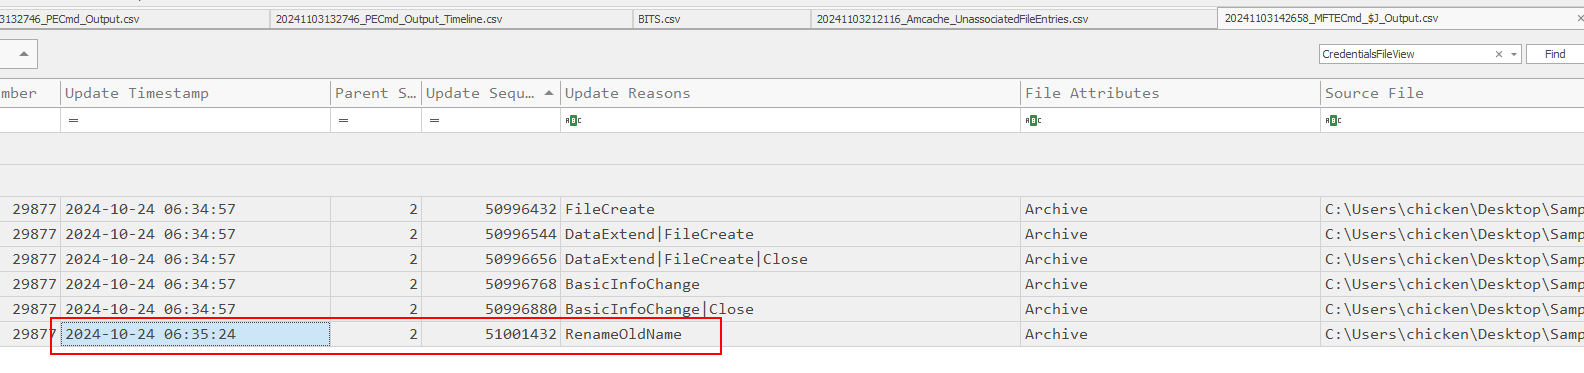 3132746_PECmd_Output.csv 20241103132746_PECmd_Output_Timeline.csv BITS.csv 20241103212116_Amcache_UnassociatedFileEntries.csv 20241103142658_MFTECmd_$J_Output.csv ×
CredentialsFileView × Find
mber Update Timestamp Parent S… Update Sequ… Update Reasons File Attributes Source File
= = = ABC ABC ABC
29877 2024-10-24 06:34:57 2 50996432 FileCreate Archive C:\Users\chicken\Desktop\Samp
29877 2024-10-24 06:34:57 2 50996544 DataExtend|FileCreate Archive C:\Users\chicken\Desktop\Samp
29877 2024-10-24 06:34:57 2 50996656 DataExtend|FileCreate|Close Archive C:\Users\chicken\Desktop\Samp
29877 2024-10-24 06:34:57 2 50996768 BasicInfoChange Archive C:\Users\chicken\Desktop\Samp
29877 2024-10-24 06:34:57 2 50996880 BasicInfoChange|Close Archive C:\Users\chicken\Desktop\Samp
29877 2024-10-24 06:35:24 2 51001432 RenameOldName Archive C:\Users\chicken\Desktop\Samp